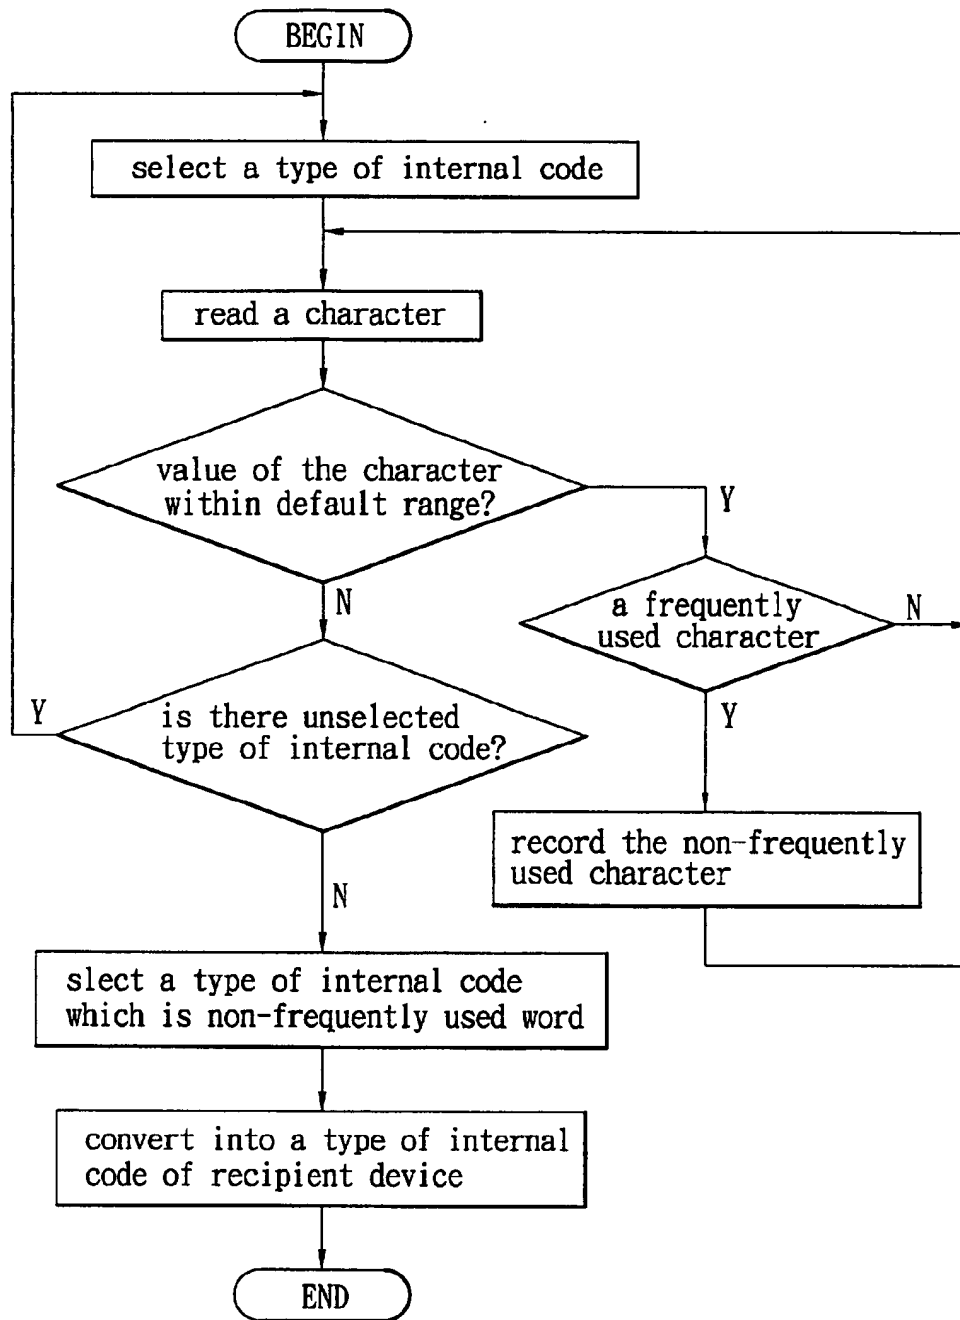 BEGIN
select a type of internal code
read a character
value of the character
within default range?
Y
N
a frequently
used character
N
Y
is there unselected
type of internal code?
Y
record the non-frequently
used character
N
slect a type of internal code
which is non-frequently used word
convert into a type of internal
code of recipient device
END